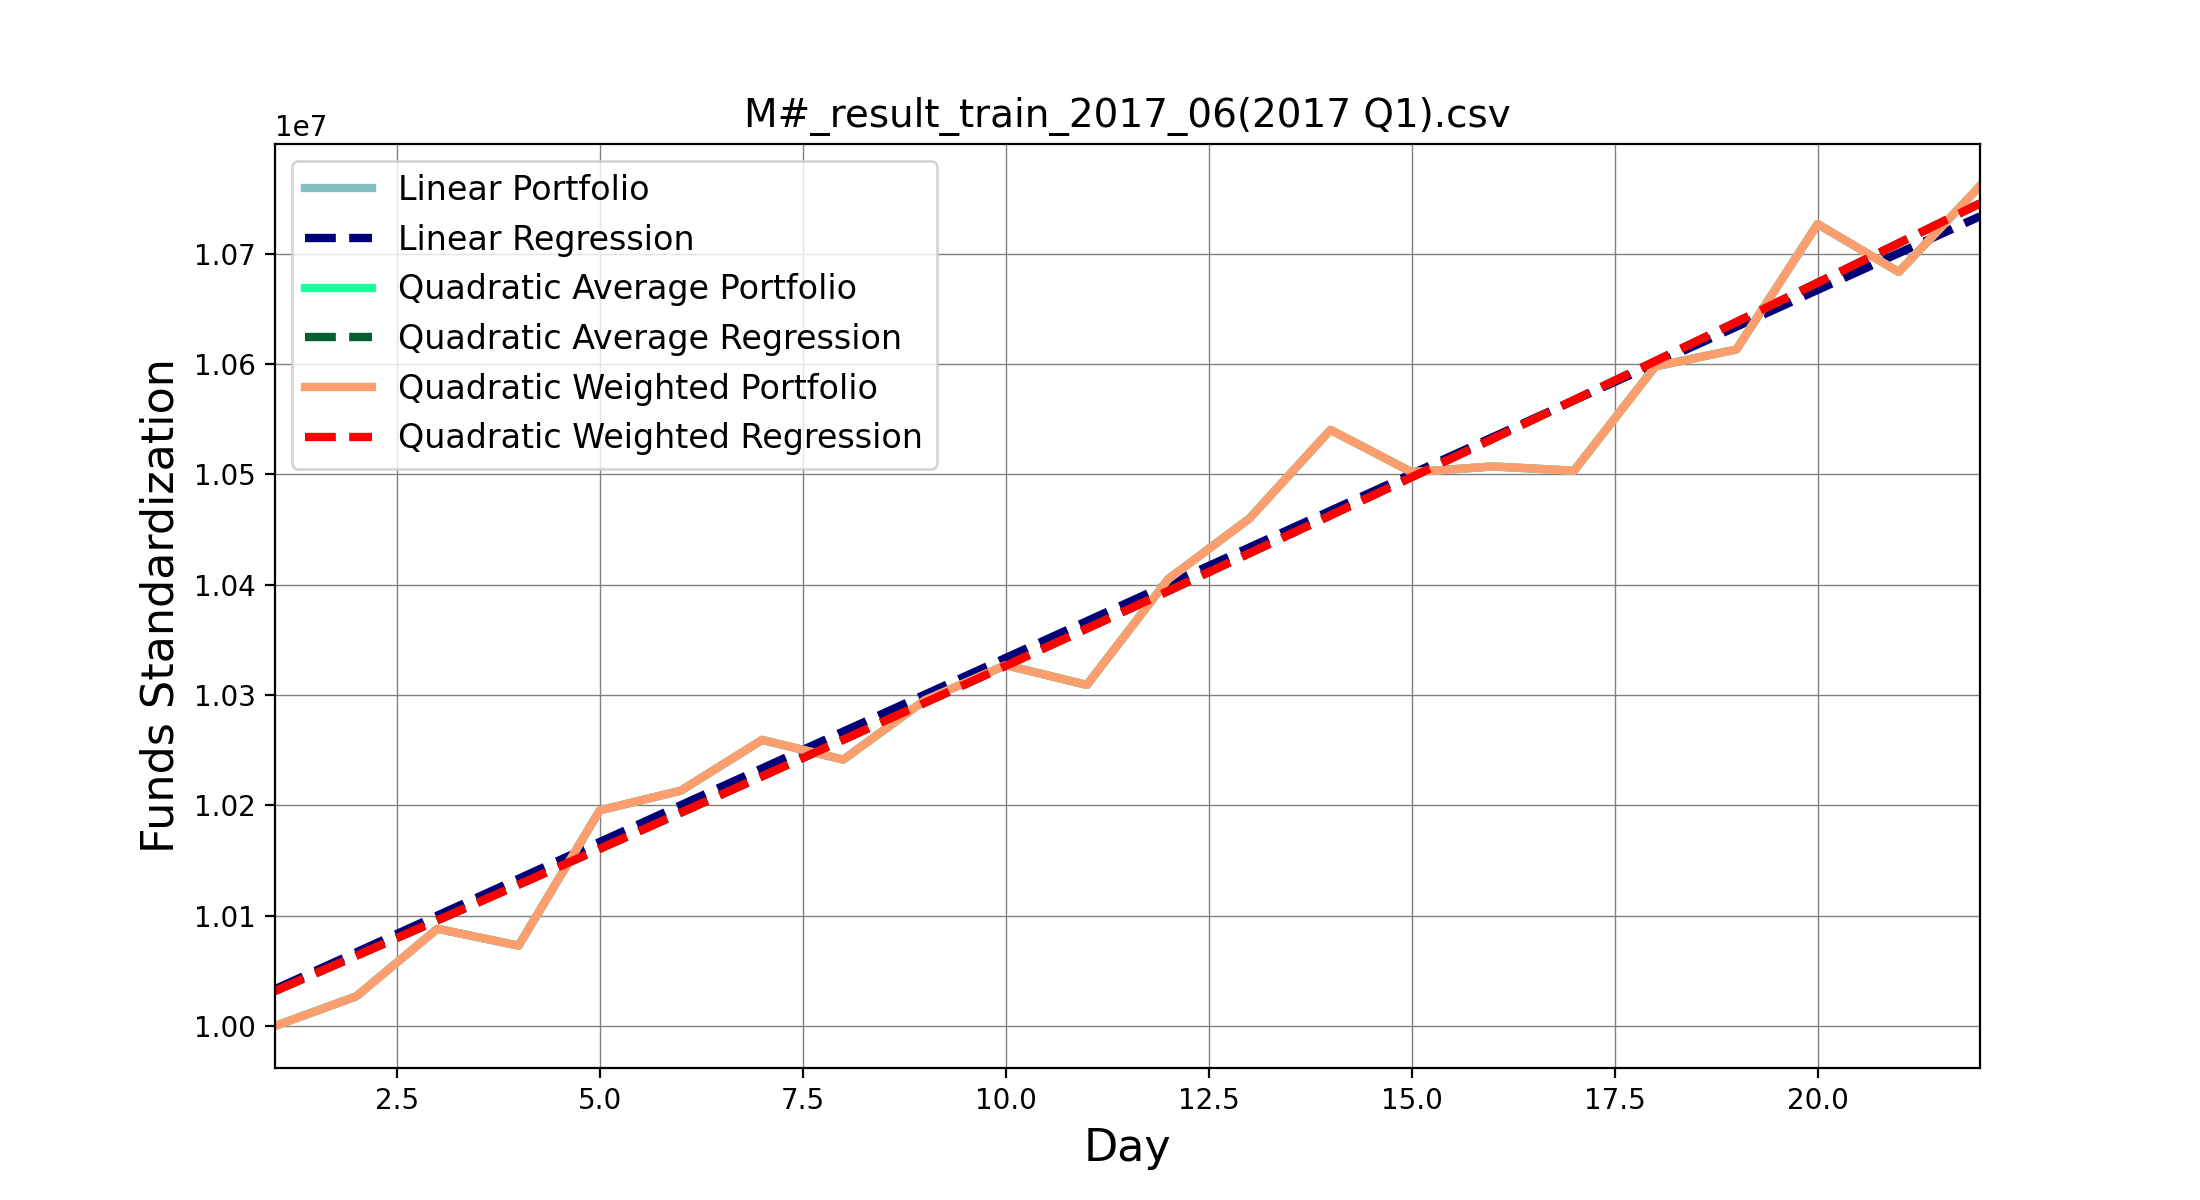 M#_result_train_2017_06(2017 Q1).csv
1e7
Linear Portfolio
Linear Regression
Quadratic Average Portfolio
Quadratic Average Regression
Quadratic Weighted Portfolio
Quadratic Weighted Regression
Funds Standardization
1.07
1.06
1.05
1.04
1.03
1.02
1.01
1.00
2.5 5.0 7.5 10.0 12.5 15.0 17.5 20.0
Day